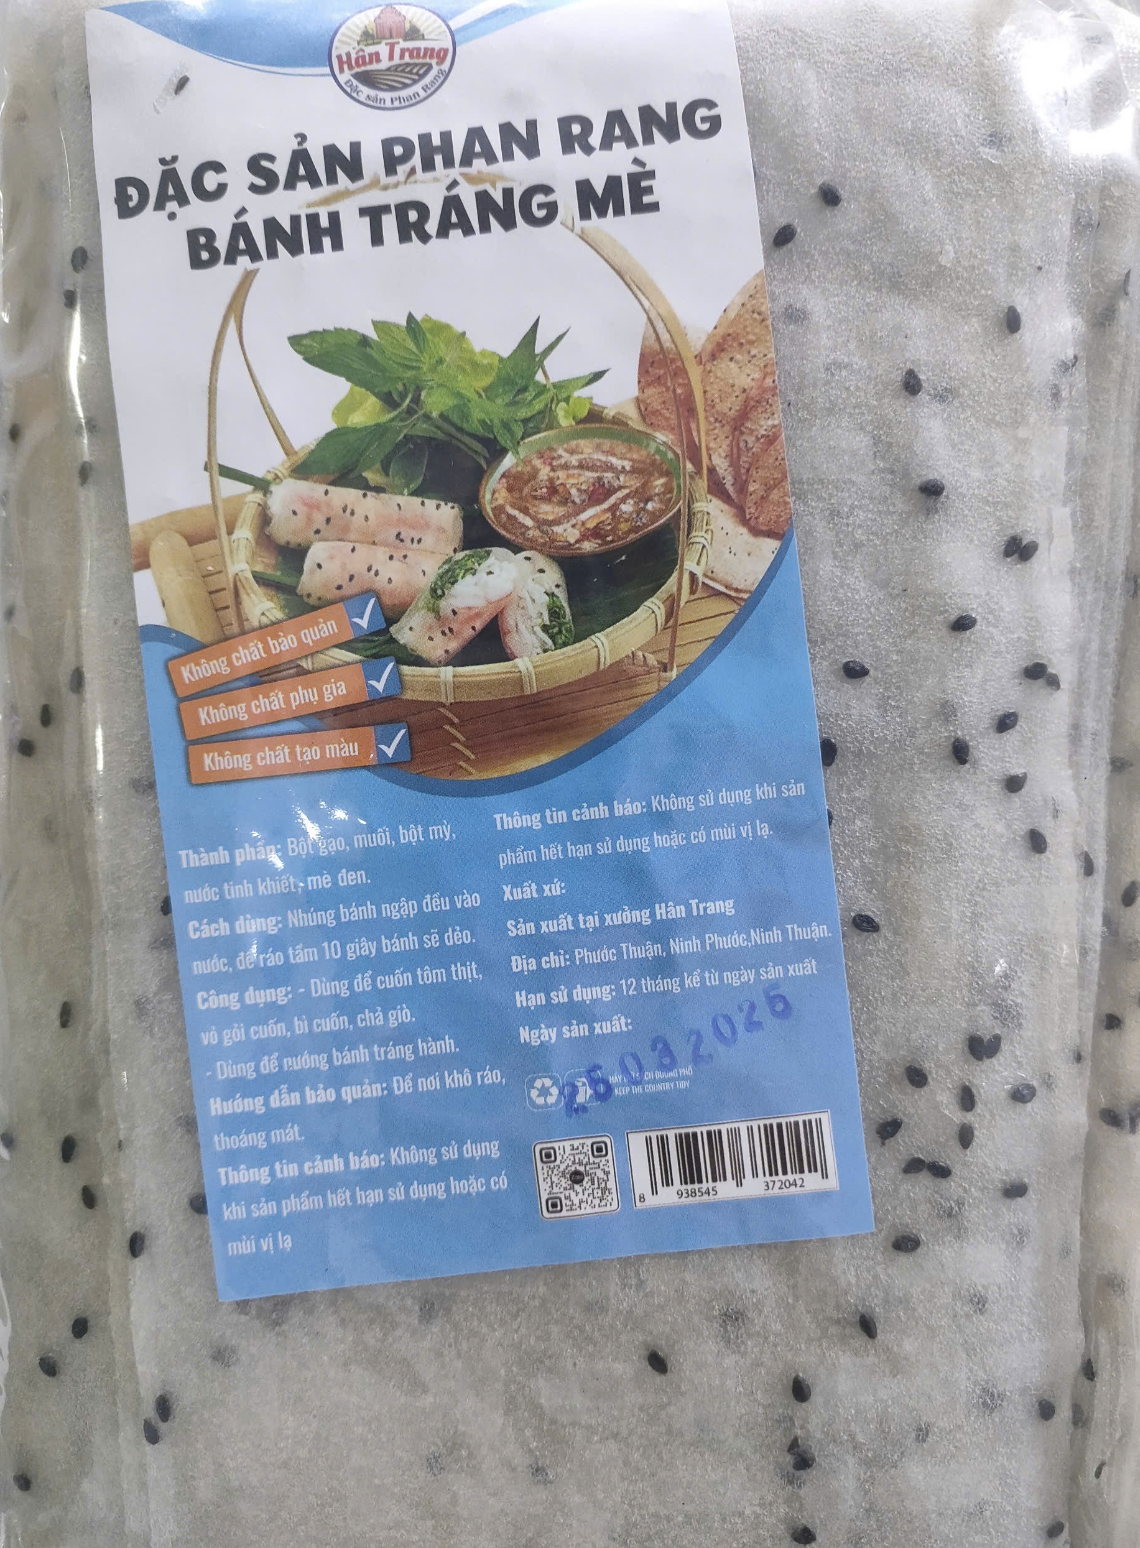 Hân Trang
Đặc sản Phan Rang
ĐẶC SẢN PHAN RANG
BÁNH TRÁNG MÈ
Không chất bảo quản
Không chất phụ gia
Không chất tạo màu
Thành phần: Bột gạo, muối, bột mỳ,
nước tinh khiết, mè đen.
Cách dùng: Nhúng bánh ngập đều vào
nước, để ráo tầm 10 giây bánh sẽ dẻo.
Công dụng: - Dùng để cuốn tôm thịt,
vỏ gỏi cuốn, bì cuốn, chả giò.
- Dùng để nướng bánh tráng hành.
Hướng dẫn bảo quản: Để nơi khô ráo,
thoáng mát.
Thông tin cảnh báo: Không sử dụng
khi sản phẩm hết hạn sử dụng hoặc có
mùi vị lạ
Thông tin cảnh báo: Không sử dụng khi sản
phẩm hết hạn sử dụng hoặc có mùi vị lạ.
Xuất xứ:
Sản xuất tại xưởng Hân Trang
Địa chỉ: Phước Thuận, Ninh Phước,Ninh Thuận.
Hạn sử dụng: 12 tháng kể từ ngày sản xuất
Ngày sản xuất:
KEEP THE COUNTRY TIDY
8 938545 372042